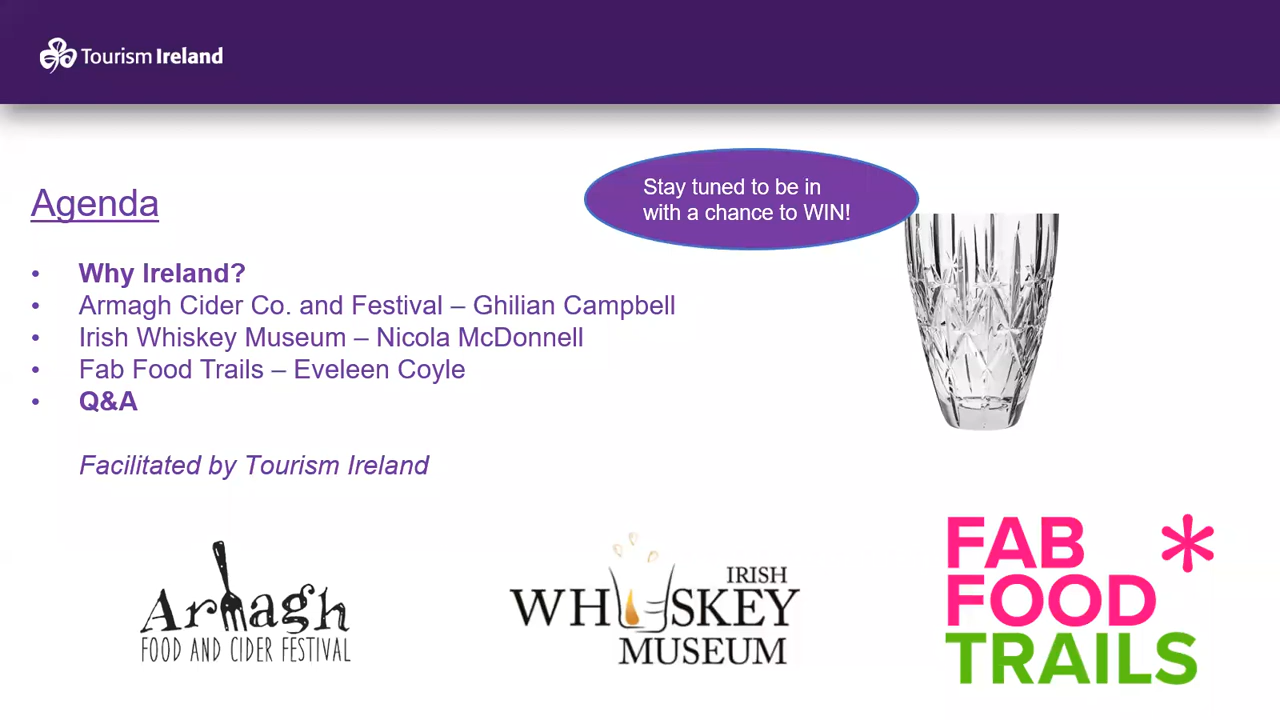 Tourism Ireland
Stay tuned to be in
with a chance to WIN!
Agenda
• Why Ireland?
• Armagh Cider Co. and Festival – Ghilian Campbell
• Irish Whiskey Museum – Nicola McDonnell
• Fab Food Trails – Eveleen Coyle
• Q&A
Facilitated by Tourism Ireland
Armagh
FOOD AND CIDER FESTIVAL
IRISH
WHISKEY
MUSEUM
FAB *
FOOD
TRAILS